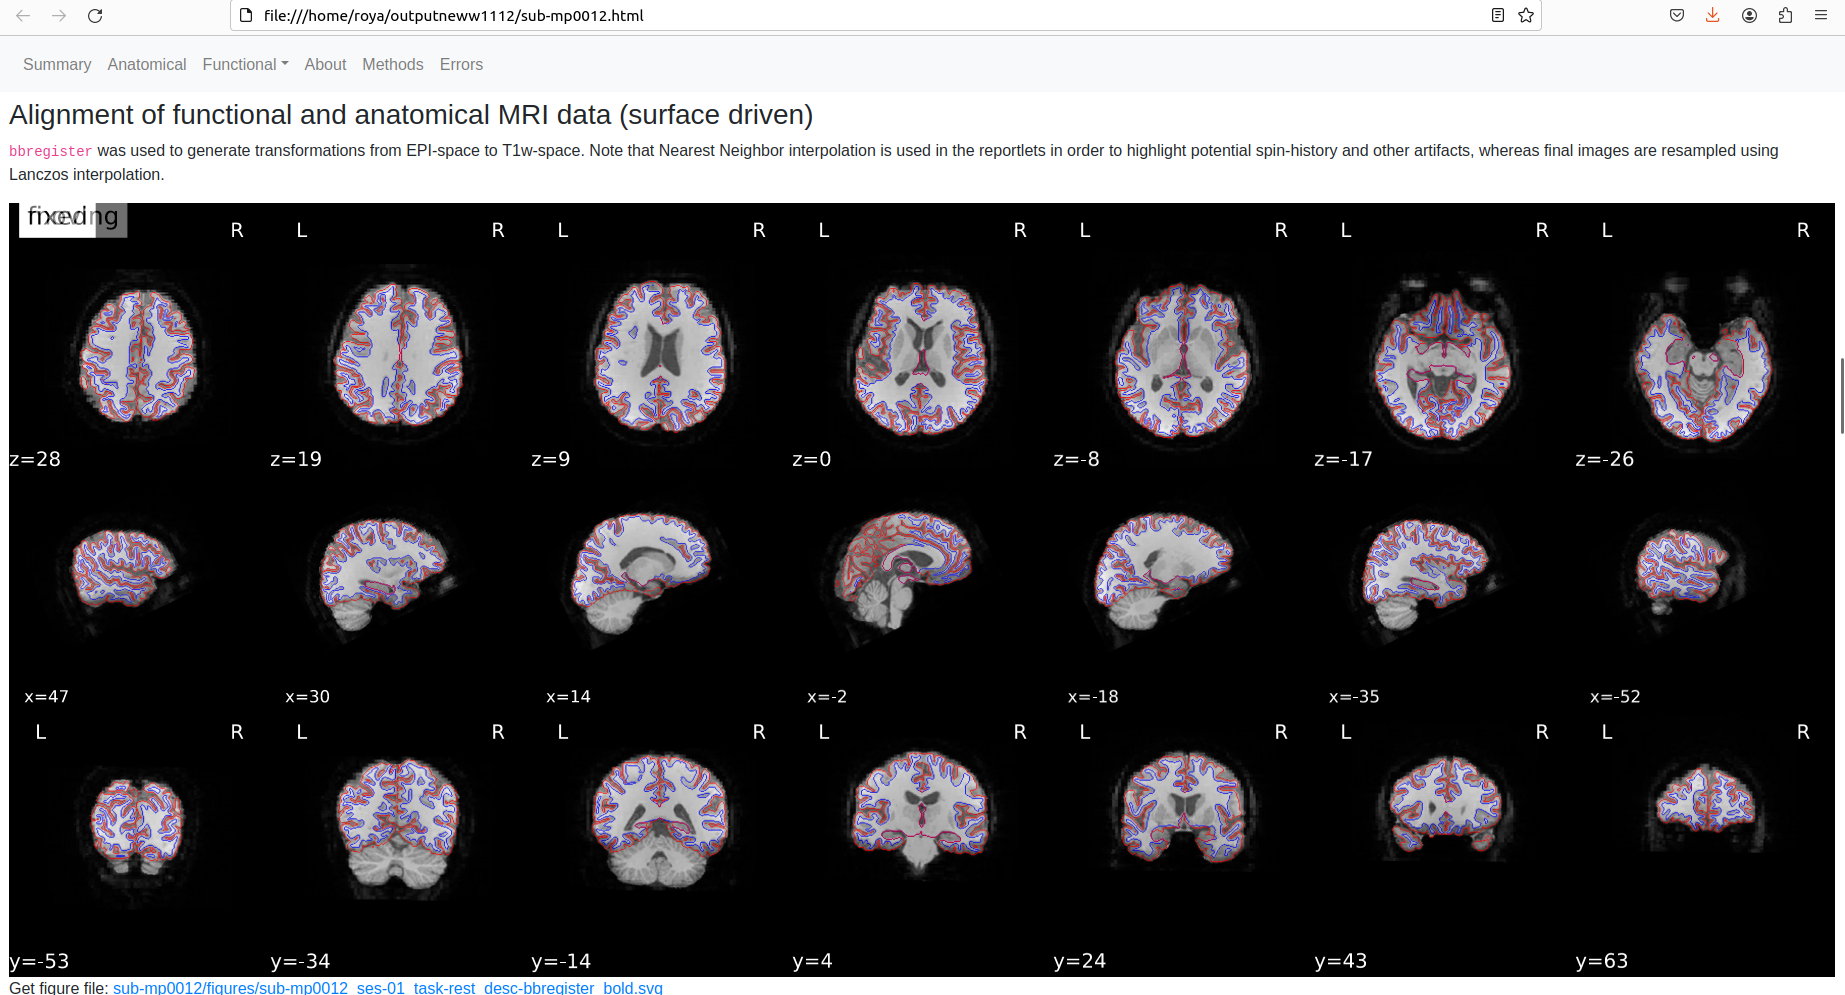 file:///home/roya/outputneww1112/sub-mp0012.html
Summary Anatomical Functional About Methods Errors
Alignment of functional and anatomical MRI data (surface driven)
bbregister was used to generate transformations from EPI-space to T1w-space. Note that Nearest Neighbor interpolation is used in the reportlets in order to highlight potential spin-history and other artifacts, whereas final images are resampled using
Lanczos interpolation.
fixed
R L R L R L R L R L R L R
z=28 z=19 z=9 z=0 z=-8 z=-17 z=-26
x=47 x=30 x=14 x=-2 x=-18 x=-35 x=-52
L R L R L R L R L R L R L R
y=-53 y=-34 y=-14 y=4 y=24 y=43 y=63
Get figure file: sub-mp0012/figures/sub-mp0012_ses-01_task-rest_desc-bbregister_bold.svg